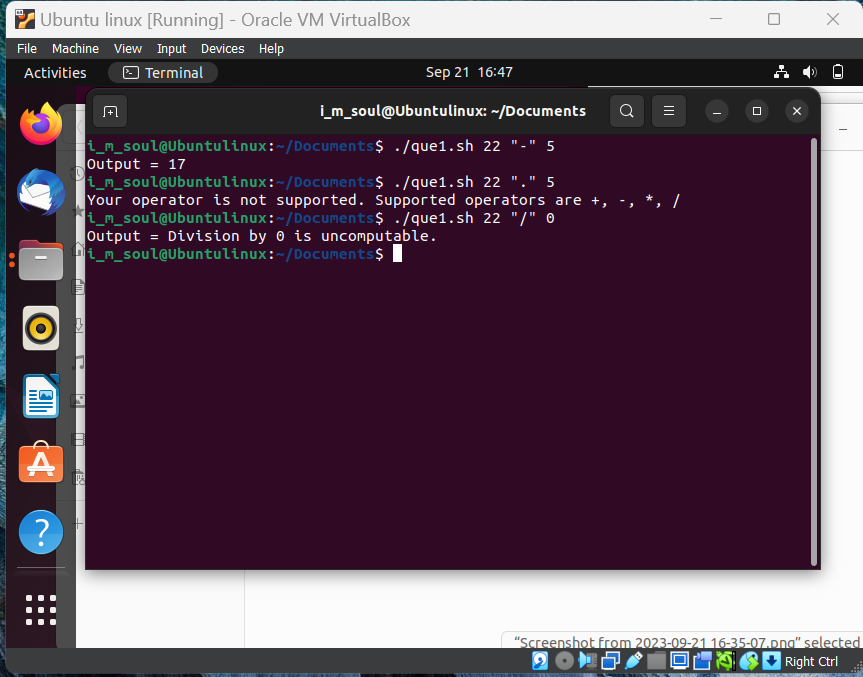 Ubuntu linux [Running] - Oracle VM VirtualBox
File Machine View Input Devices Help
Activities Terminal Sep 21 16:47
i_m_soul@Ubuntulinux: ~/Documents
i_m_soul@Ubuntulinux:~/Documents$ ./que1.sh 22 "-" 5
Output = 17
i_m_soul@Ubuntulinux:~/Documents$ ./que1.sh 22 "." 5
Your operator is not supported. Supported operators are +, -, *, /
i_m_soul@Ubuntulinux:~/Documents$ ./que1.sh 22 "/" 0
Output = Division by 0 is uncomputable.
i_m_soul@Ubuntulinux:~/Documents$
“Screenshot from 2023-09-21 16-35-07.png” selected
Right Ctrl